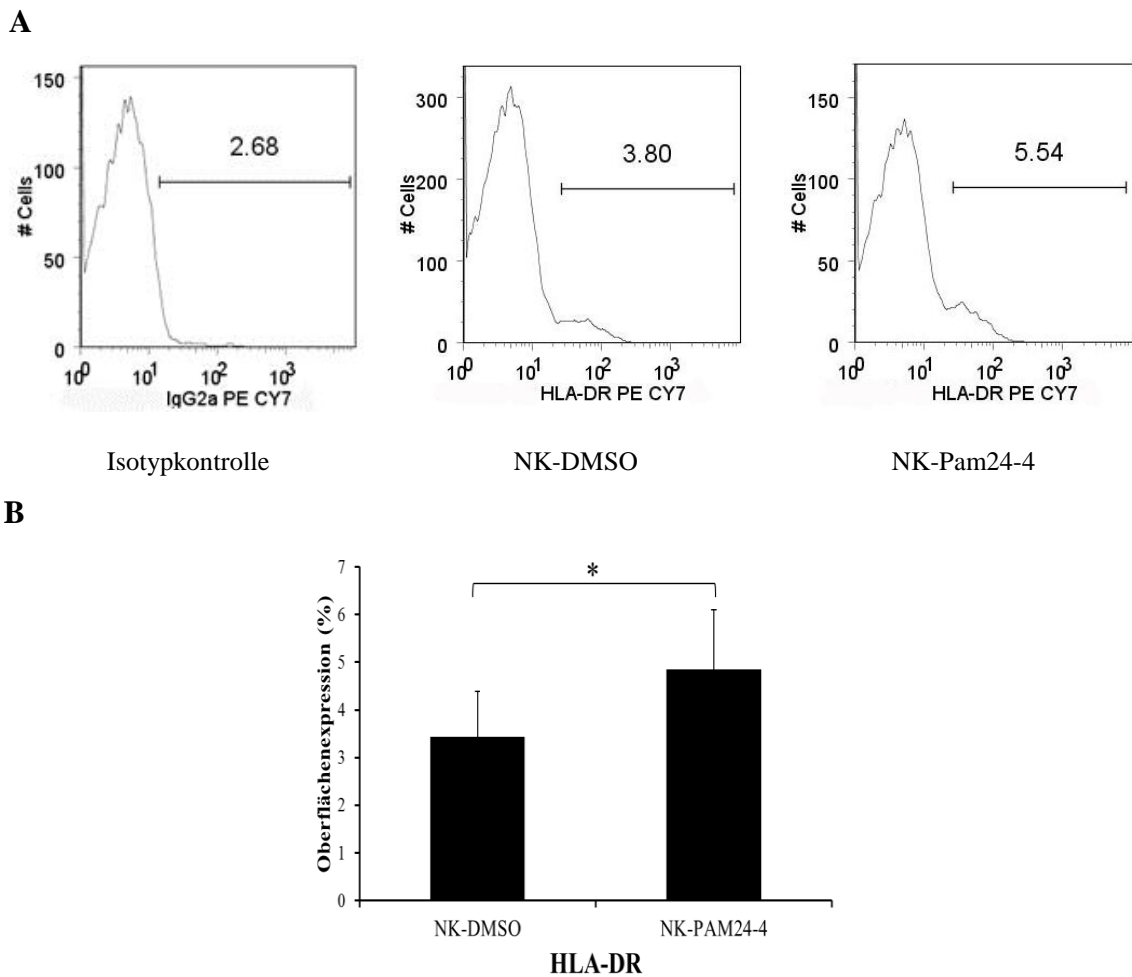 A
150
100
50
0
# Cells
2.68
10^0 10^1 10^2 10^3
IgG2a PE CY7
300
200
100
0
# Cells
3.80
10^0 10^1 10^2 10^3
HLA-DR PE CY7
150
100
50
0
# Cells
5.54
10^0 10^1 10^2 10^3
HLA-DR PE CY7
Isotypkontrolle
NK-DMSO
NK-Pam24-4
B
Oberflächenexpression (%)
7
6
5
4
3
2
1
0
*
NK-DMSO
NK-PAM24-4
HLA-DR